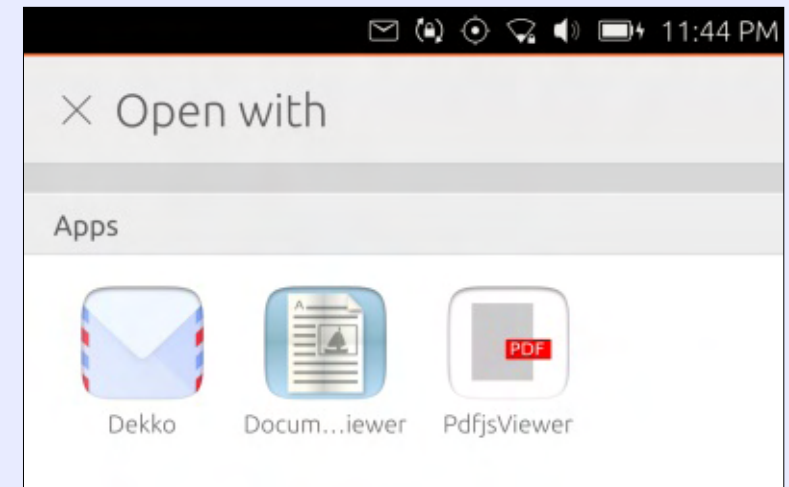 11:44 PM
Open with
Apps
A
PDF
Dekko Docum...iewer PdfjsViewer